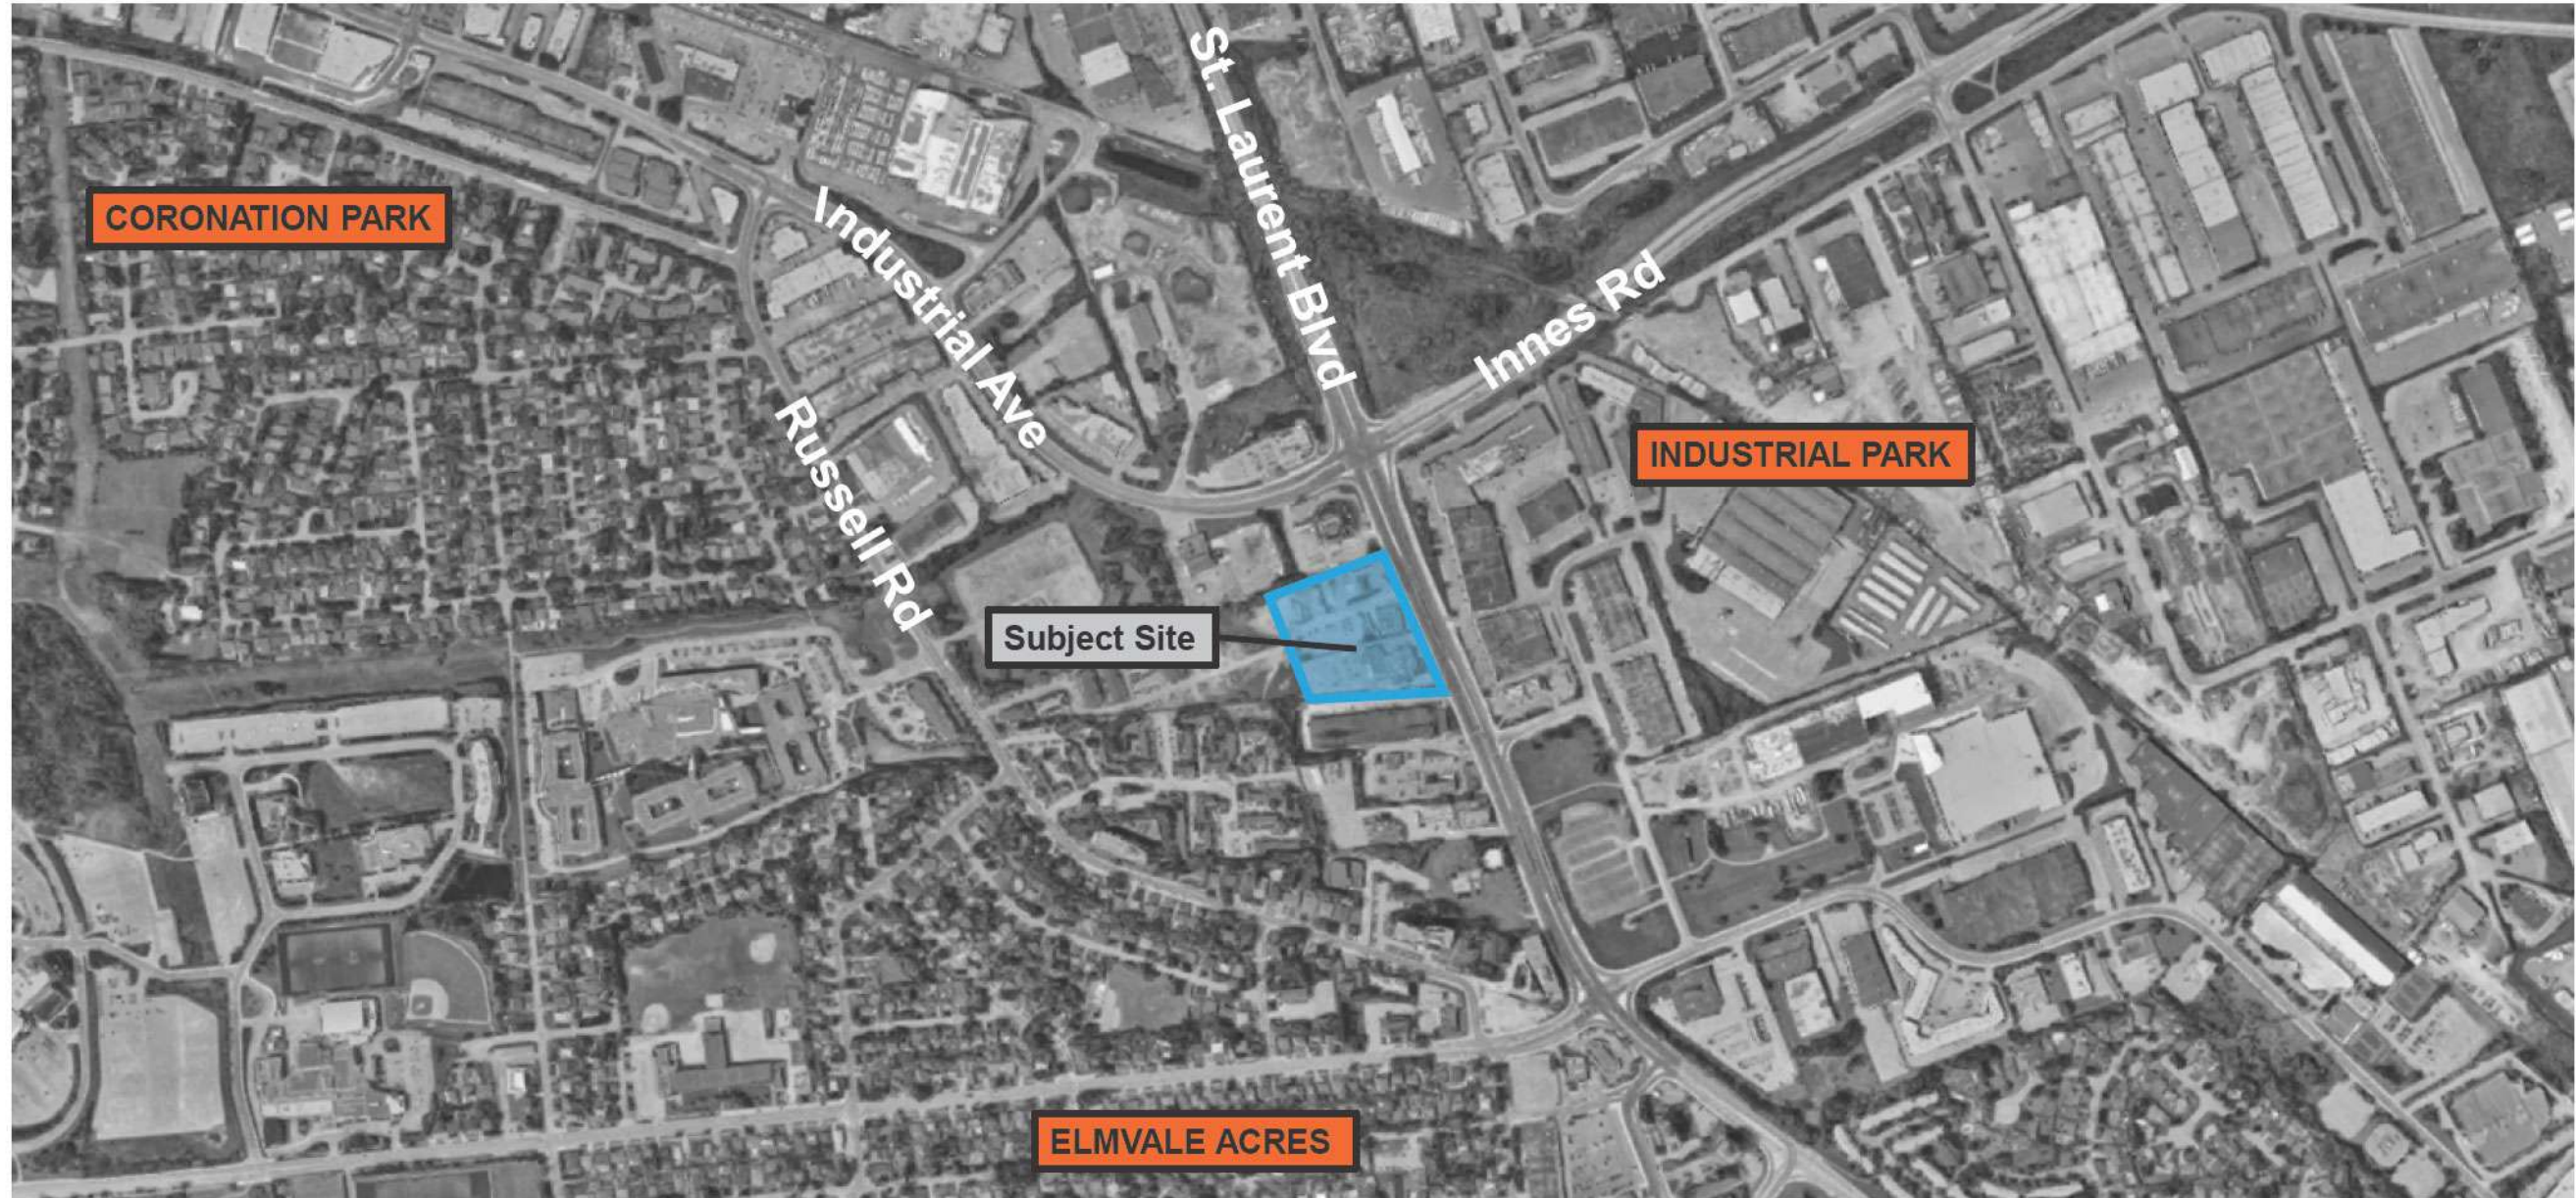 St. Laurent Blvd
CORONATION PARK
Industrial Ave
Innes Rd
INDUSTRIAL PARK
Russell Rd
Subject Site
ELMVALE ACRES